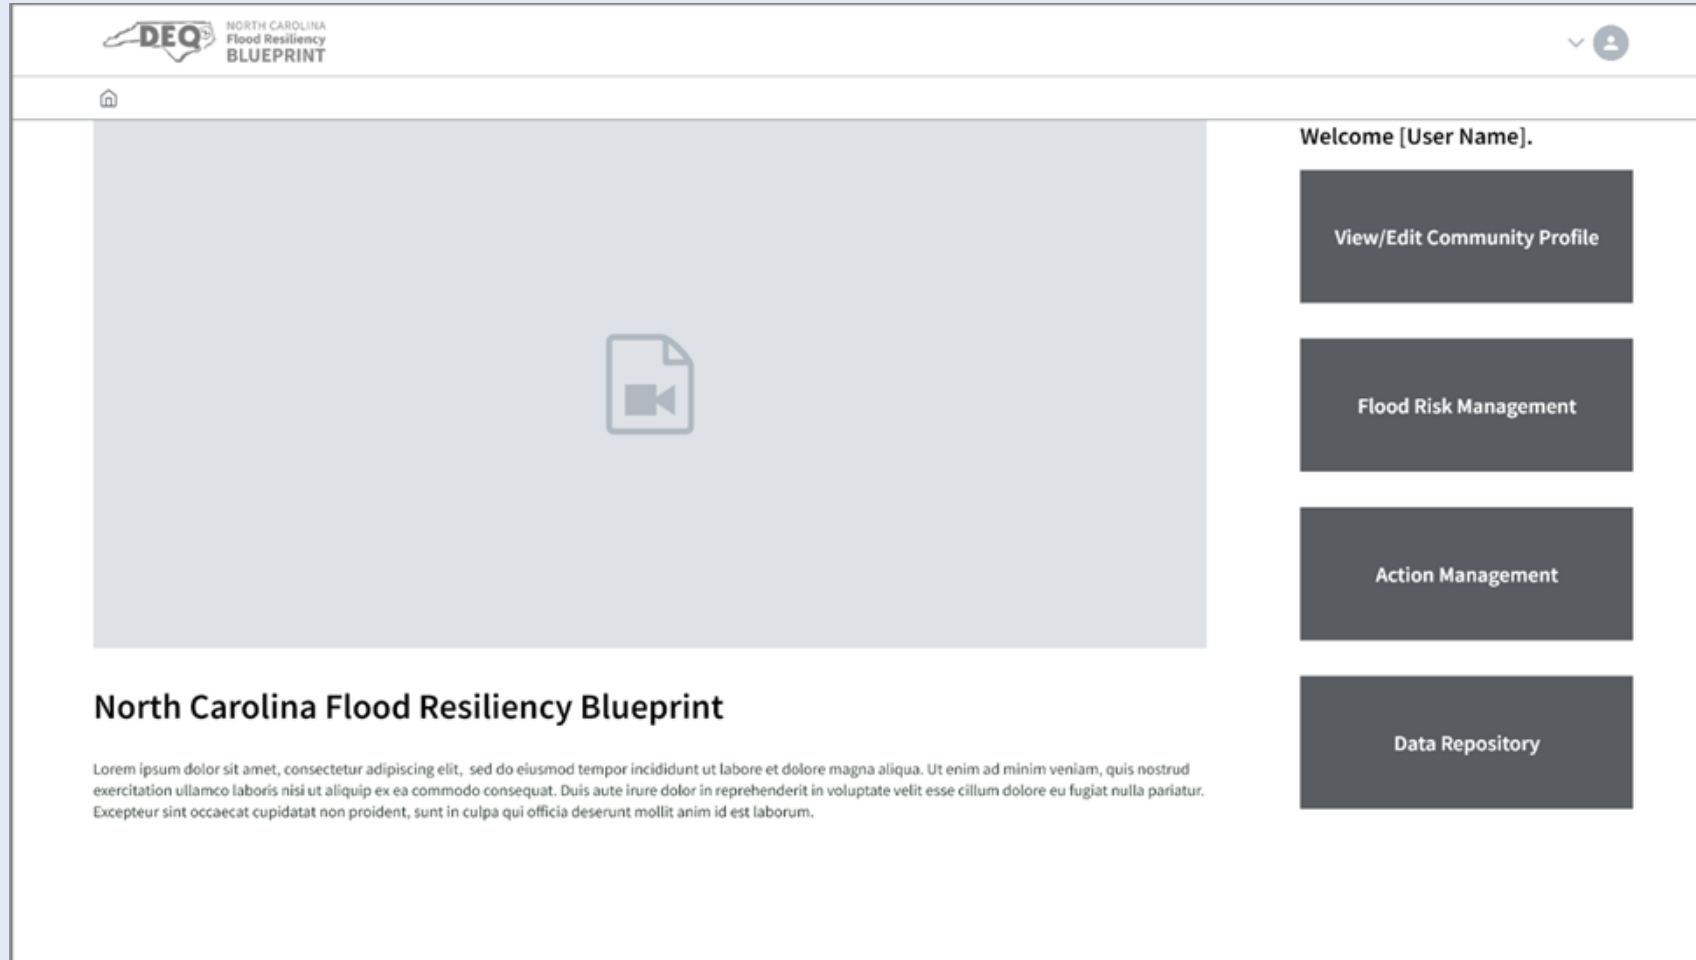 DEQ
NORTH CAROLINA
Flood Resiliency
BLUEPRINT
Welcome [User Name].
View/Edit Community Profile
Flood Risk Management
Action Management
Data Repository
North Carolina Flood Resiliency Blueprint
Lorem ipsum dolor sit amet, consectetur adipiscing elit, sed do eiusmod tempor incididunt ut labore et dolore magna aliqua. Ut enim ad minim veniam, quis nostrud
exercitation ullamco laboris nisi ut aliquip ex ea commodo consequat. Duis aute irure dolor in reprehenderit in voluptate velit esse cillum dolore eu fugiat nulla pariatur.
Excepteur sint occaecat cupidatat non proident, sunt in culpa qui officia deserunt mollit anim id est laborum.